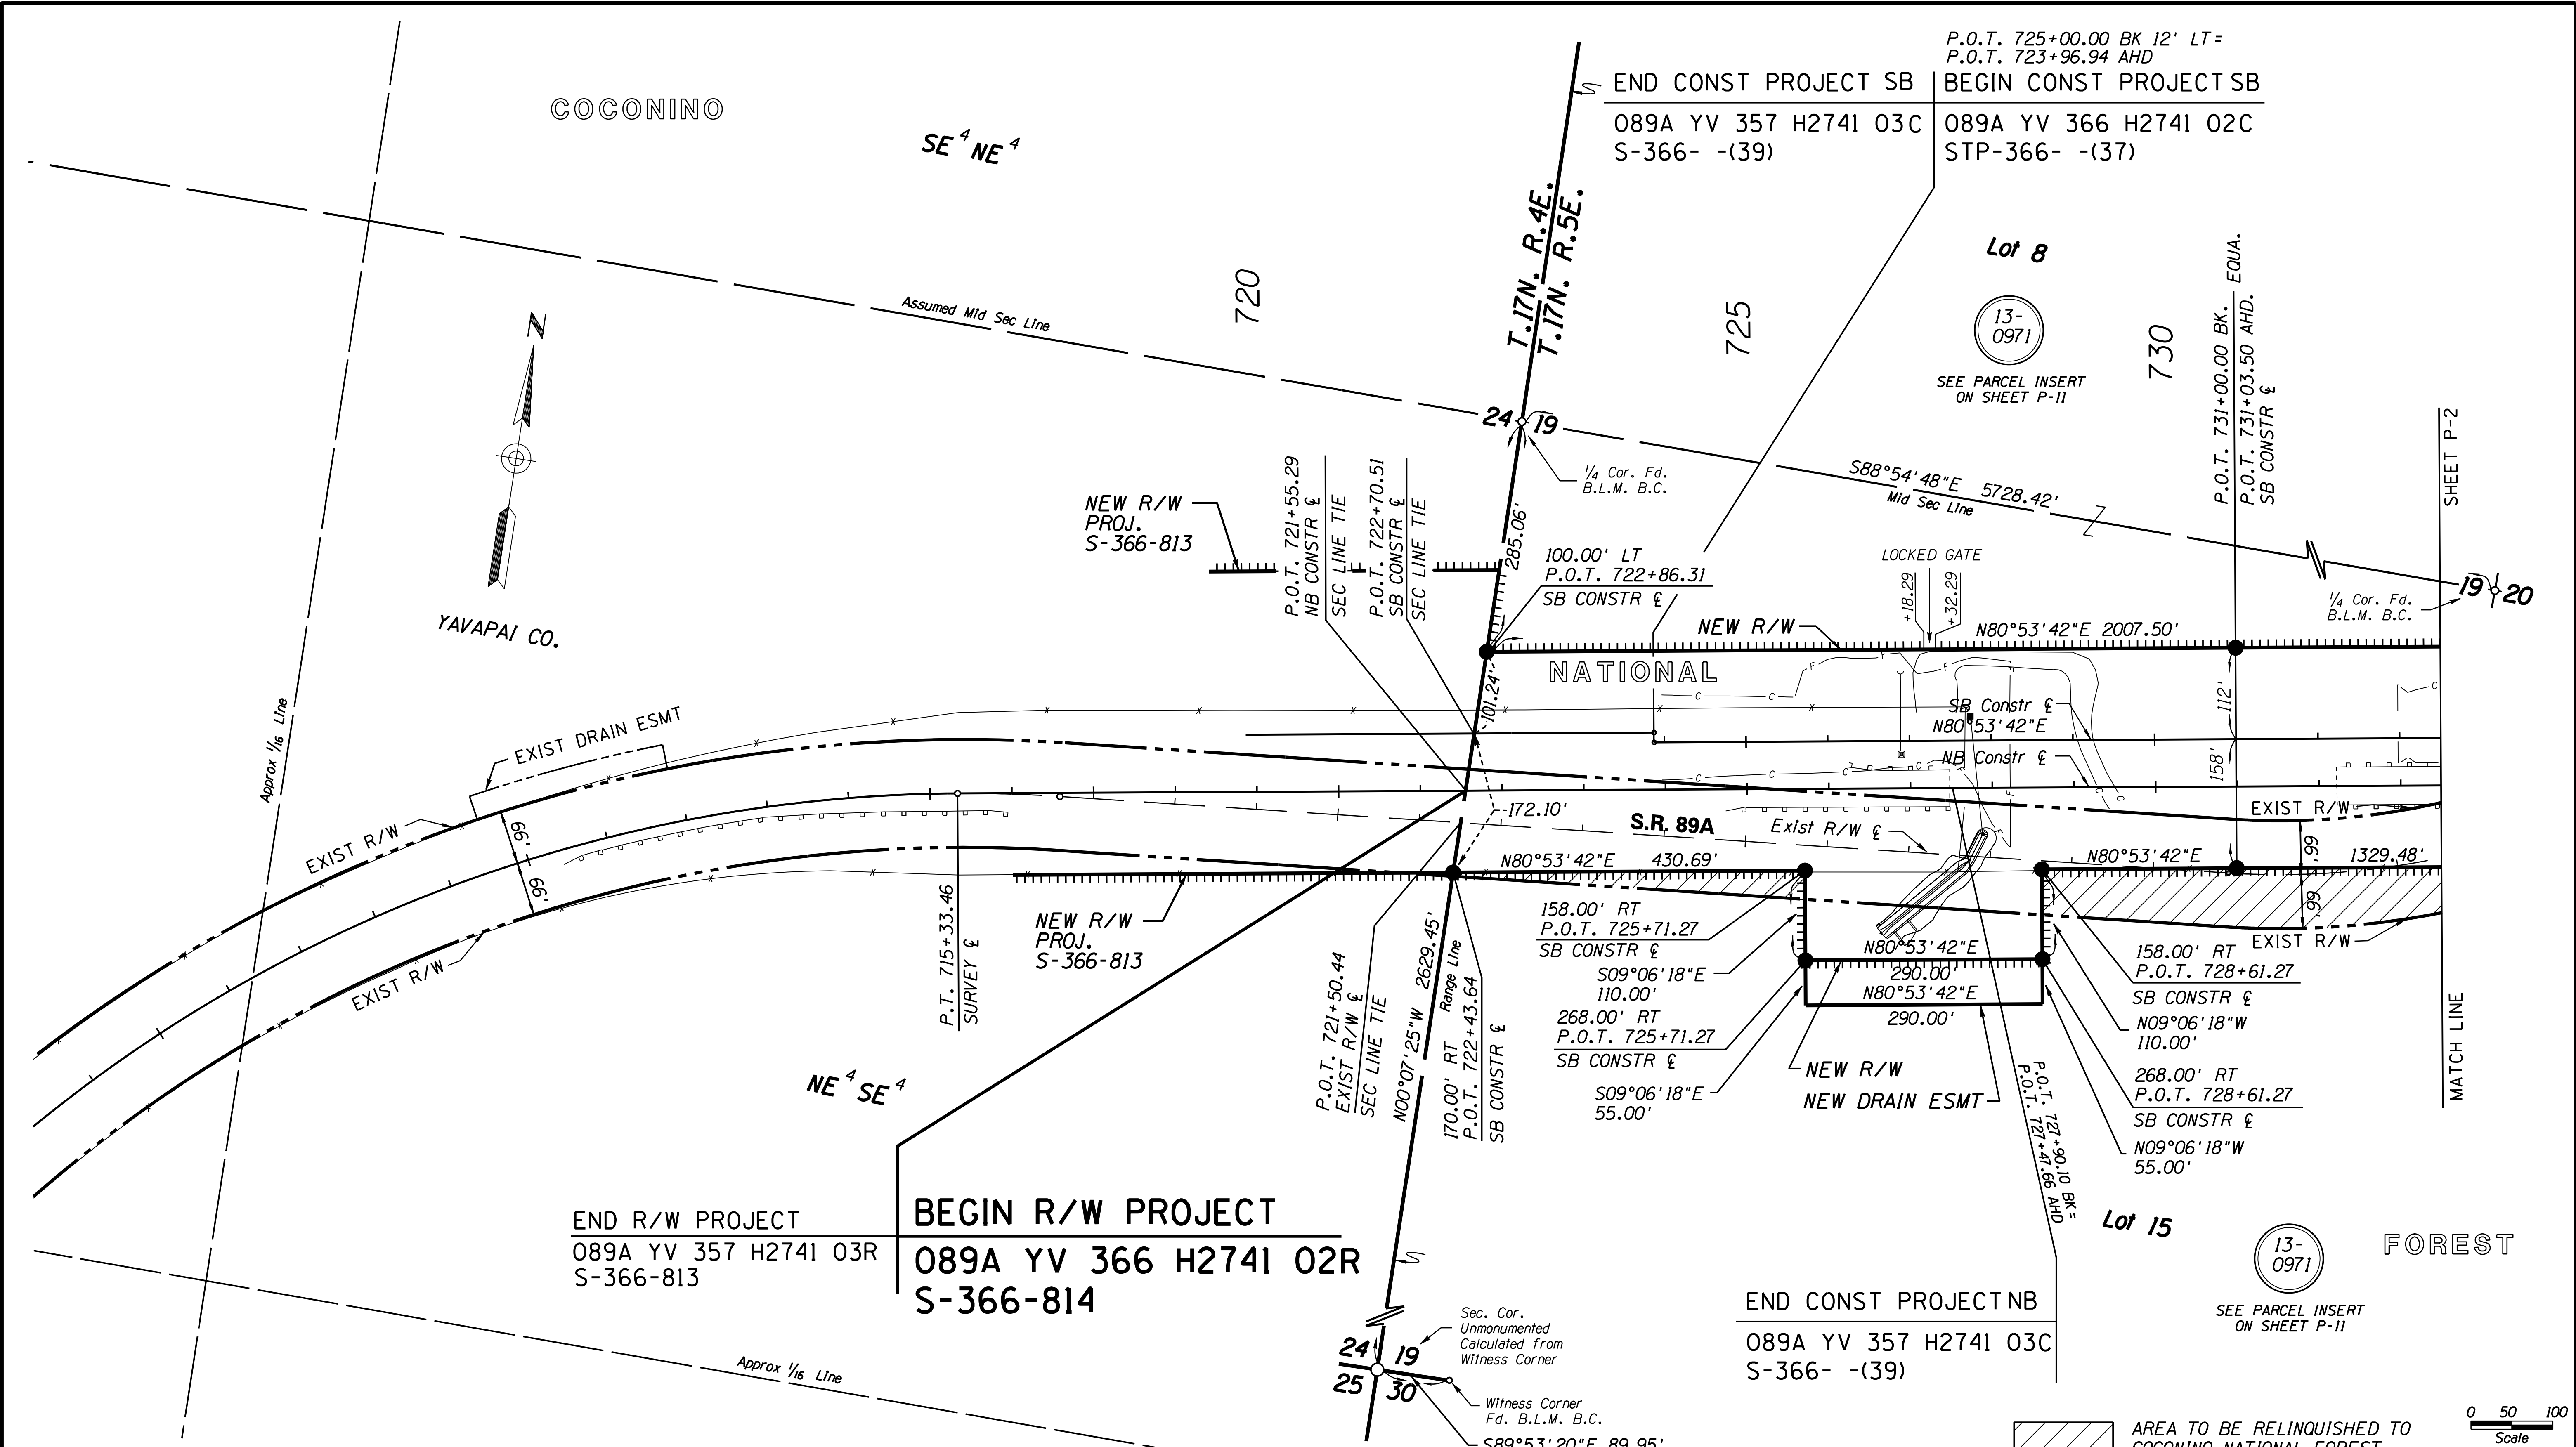 P.O.T. 725+00.00 BK 12' LT=
P.O.T. 723+96.94 AHD
END CONST PROJECT SB
089A YV 357 H2741 03C
S-366- -(39)
BEGIN CONST PROJECT SB
089A YV 366 H2741 02C
STP-366- -(37)
COCONINO
SE 4 NE 4
T.17N. R.4E.
T.17N. R.5E.
Lot 8
13-
0971
SEE PARCEL INSERT
ON SHEET P-11
720
725
730
P.O.T. 731+00.00 BK.
P.O.T. 731+03.50 AHD.
EQUA.
SB CONSTR ℄
SHEET P-2
Assumed Mid Sec Line
N
YAVAPAI CO.
24 19
1/4 Cor. Fd.
B.L.M. B.C.
S88°54'48"E 5728.42'
Mid Sec Line
19 20
1/4 Cor. Fd.
B.L.M. B.C.
NEW R/W
PROJ.
S-366-813
P.O.T. 721+55.29
NB CONSTR ℄
SEC LINE TIE
P.O.T. 722+70.51
SB CONSTR ℄
SEC LINE TIE
285.06'
100.00' LT
P.O.T. 722+86.31
SB CONSTR ℄
LOCKED GATE
+18.29
+32.29
NEW R/W
N80°53'42"E 2007.50'
NATIONAL
101.24'
SB Constr ℄
N80°53'42"E
NB Constr ℄
112'
158'
Approx 1/16 Line
EXIST DRAIN ESMT
EXIST R/W
66'
66'
EXIST R/W
172.10'
S.R. 89A
Exist R/W ℄
EXIST R/W
66'
66'
N80°53'42"E 430.69'
N80°53'42"E 1329.48'
EXIST R/W
P.T. 715+33.46
SURVEY ℄
NEW R/W
PROJ.
S-366-813
158.00' RT
P.O.T. 725+71.27
SB CONSTR ℄
S09°06'18"E
110.00'
268.00' RT
P.O.T. 725+71.27
SB CONSTR ℄
S09°06'18"E
55.00'
N80°53'42"E
290.00'
N80°53'42"E
290.00'
NEW R/W
NEW DRAIN ESMT
158.00' RT
P.O.T. 728+61.27
SB CONSTR ℄
N09°06'18"W
110.00'
268.00' RT
P.O.T. 728+61.27
SB CONSTR ℄
N09°06'18"W
55.00'
MATCH LINE
P.O.T. 721+50.44
EXIST R/W ℄
SEC LINE TIE
N00°07'25"W 2629.45'
Range Line
170.00' RT
P.O.T. 722+43.64
SB CONSTR ℄
P.O.T. 727+90.10 BK=
P.O.T. 727+47.66 AHD
NE 4 SE 4
END R/W PROJECT
089A YV 357 H2741 03R
S-366-813
BEGIN R/W PROJECT
089A YV 366 H2741 02R
S-366-814
Lot 15
13-
0971
SEE PARCEL INSERT
ON SHEET P-11
FOREST
END CONST PROJECT NB
089A YV 357 H2741 03C
S-366- -(39)
Approx 1/16 Line
24 19
25 30
Sec. Cor.
Unmonumented
Calculated from
Witness Corner
Witness Corner
Fd. B.L.M. B.C.
S89°53'20"E 89.95'
AREA TO BE RELINQUISHED TO
COCONINO NATIONAL FOREST
0 50 100
Scale